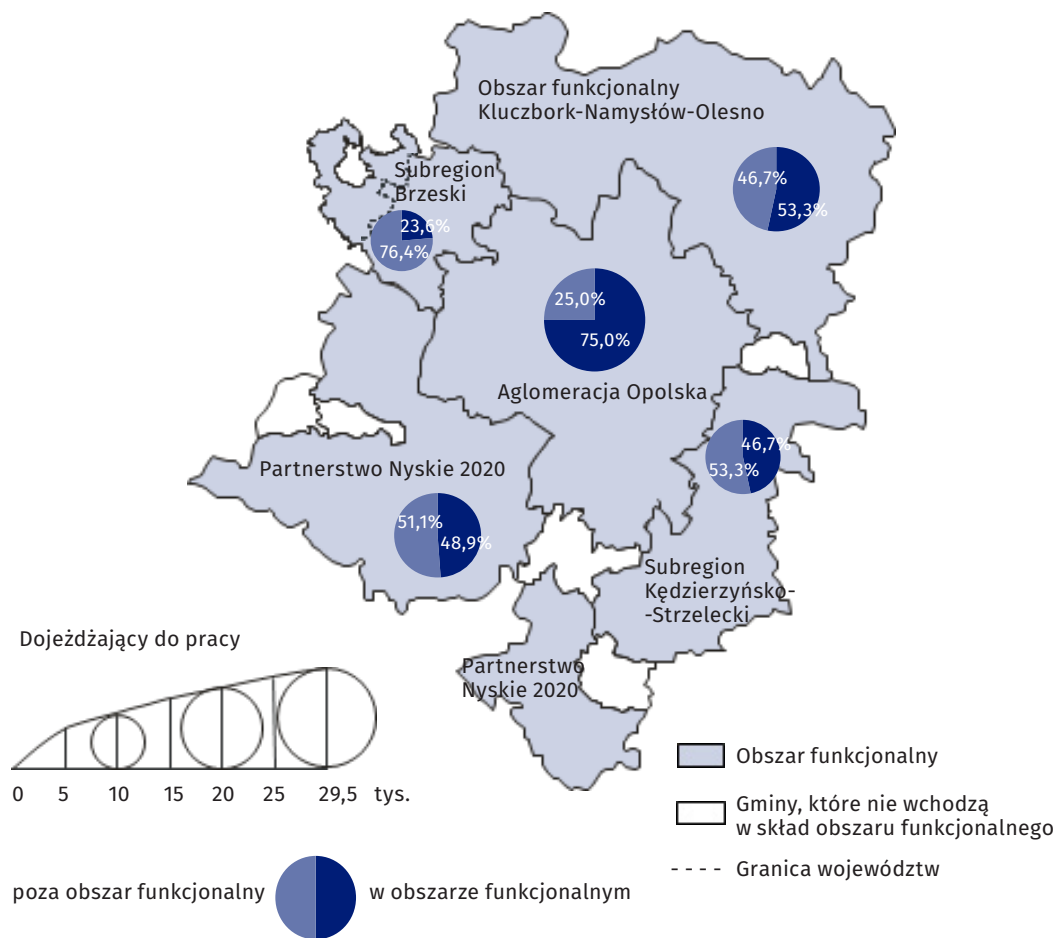 Obszar funkcjonalny
Kluczbork-Namysłów-Olesno
Subregion
Brzeski
46,7%
53,3%
23,6%
76,4%
25,0%
75,0%
Aglomeracja Opolska
46,7%
53,3%
Partnerstwo Nyskie 2020
51,1%
48,9%
Subregion
Kędzierzyńsko-
-Strzelecki
Dojeżdżający do pracy
Partnerstwo
Nyskie 2020
0 5 10 15 20 25 29,5 tys.
Obszar funkcjonalny
Gminy, które nie wchodzą
w skład obszaru funkcjonalnego
Granica województw
poza obszar funkcjonalny
w obszarze funkcjonalnym